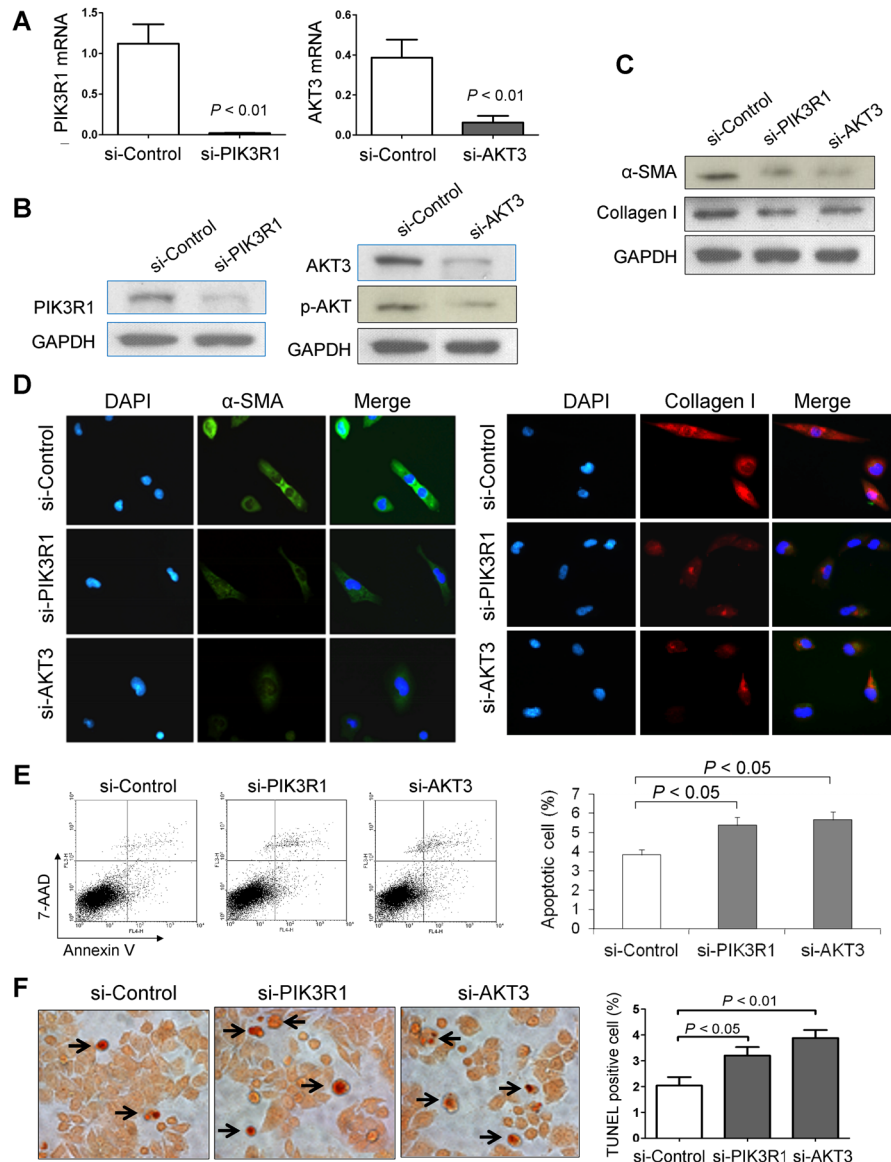 A
PIK3R1 mRNA
1.5
1.0
0.5
0.0
P < 0.01
si-Control
si-PIK3R1
AKT3 mRNA
0.6
0.4
0.2
0.0
P < 0.01
si-Control
si-AKT3
B
si-Control
si-PIK3R1
PIK3R1
GAPDH
si-Control
si-AKT3
AKT3
p-AKT
GAPDH
C
si-Control
si-PIK3R1
si-AKT3
α-SMA
Collagen I
GAPDH
D
DAPI
α-SMA
Merge
si-Control
si-PIK3R1
si-AKT3
DAPI
Collagen I
Merge
si-Control
si-PIK3R1
si-AKT3
E
si-Control
si-PIK3R1
si-AKT3
7-AAD
Annexin V
FL4-H
FL4-H
FL4-H
Apoptotic cell (%)
7
6
5
4
3
2
1
0
P < 0.05
P < 0.05
si-Control
si-PIK3R1
si-AKT3
F
si-Control
si-PIK3R1
si-AKT3
TUNEL positive cell (%)
5
4
3
2
1
0
P < 0.01
P < 0.05
si-Control
si-PIK3R1
si-AKT3